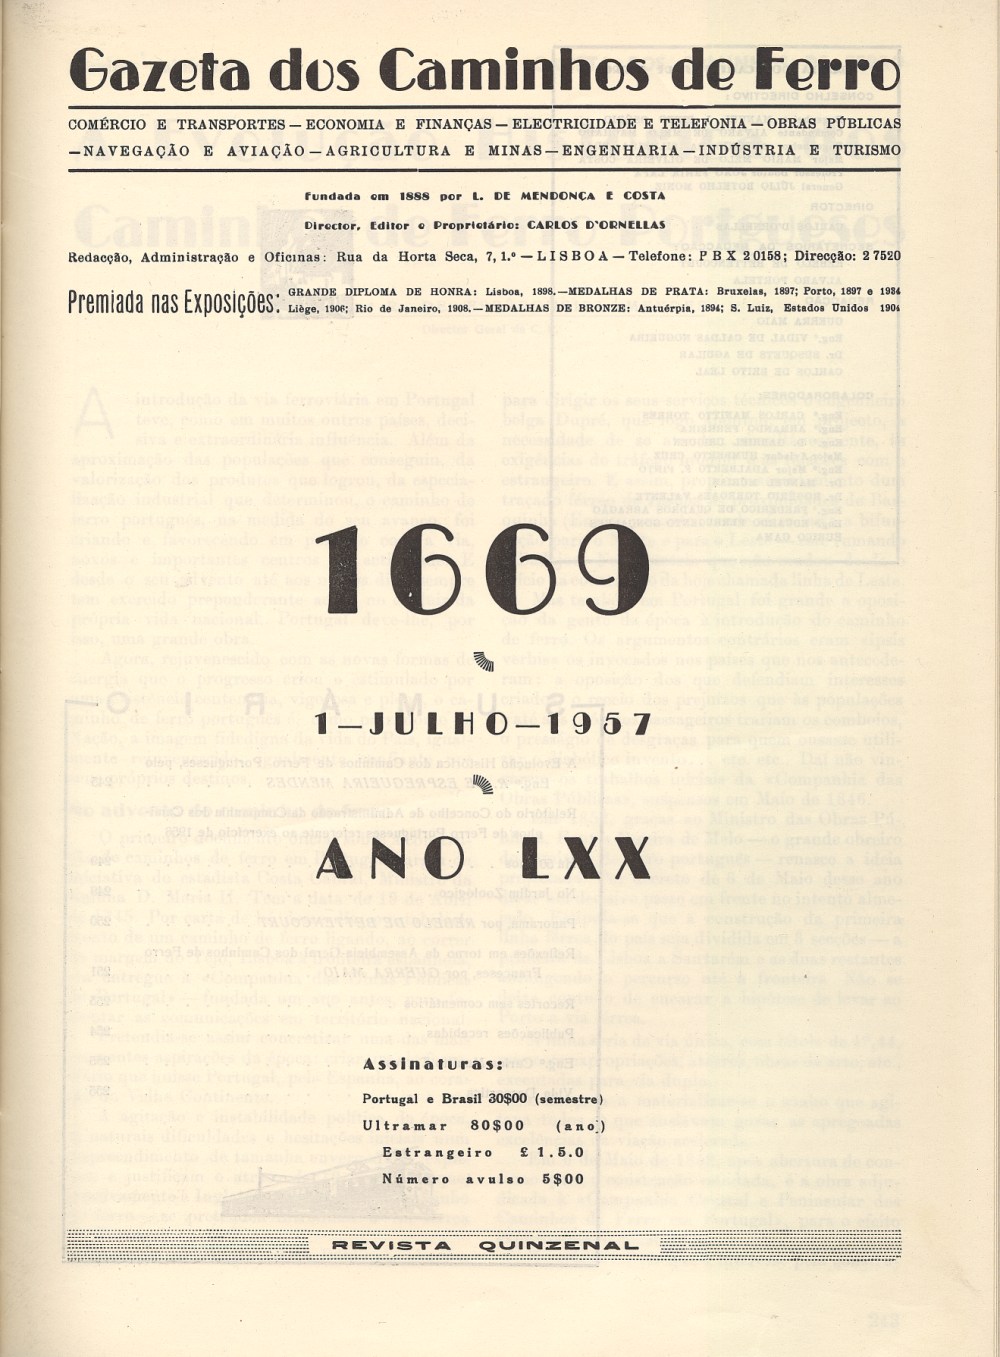 Gazeta dos Caminhos de Ferro
COMÉRCIO E TRANSPORTES — ECONOMIA E FINANÇAS — ELECTRICIDADE E TELEFONIA — OBRAS PÚBLICAS
— NAVEGAÇÃO E AVIAÇÃO — AGRICULTURA E MINAS — ENGENHARIA — INDÚSTRIA E TURISMO
Fundada em 1888 por L. DE MENDONÇA E COSTA
Director, Editor e Proprietário: CARLOS D'ORNELLAS
Redacção, Administração e Oficinas: Rua da Horta Seca, 7, 1.º — LISBOA — Telefone: PBX 20158; Direcção: 27520
Premiada nas Exposições:
GRANDE DIPLOMA DE HONRA: Lisboa, 1898. — MEDALHAS DE PRATA: Bruxelas, 1897; Porto, 1897 e 1934
Liège, 1906; Rio de Janeiro, 1908. — MEDALHAS DE BRONZE: Antuérpia, 1894; S. Luiz, Estados Unidos 1904
1669
1—JULHO—1957
ANO LXX
Assinaturas:
Portugal e Brasil 30$00 (semestre)
Ultramar 80$00 (ano.)
Estrangeiro £ 1.5.0
Número avulso 5$00
REVISTA QUINZENAL